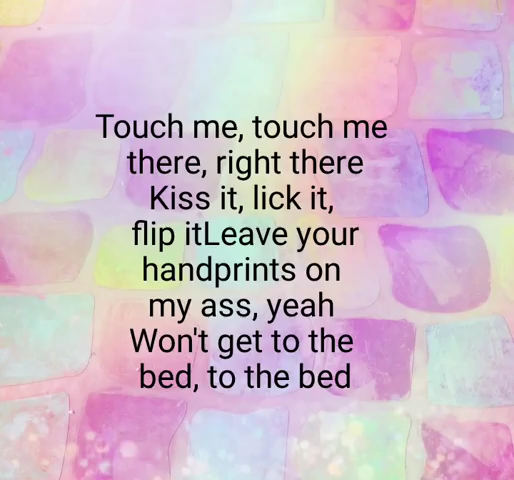 Touch me, touch me
there, right there
Kiss it, lick it,
flip itLeave your
handprints on
my ass, yeah
Won't get to the
bed, to the bed